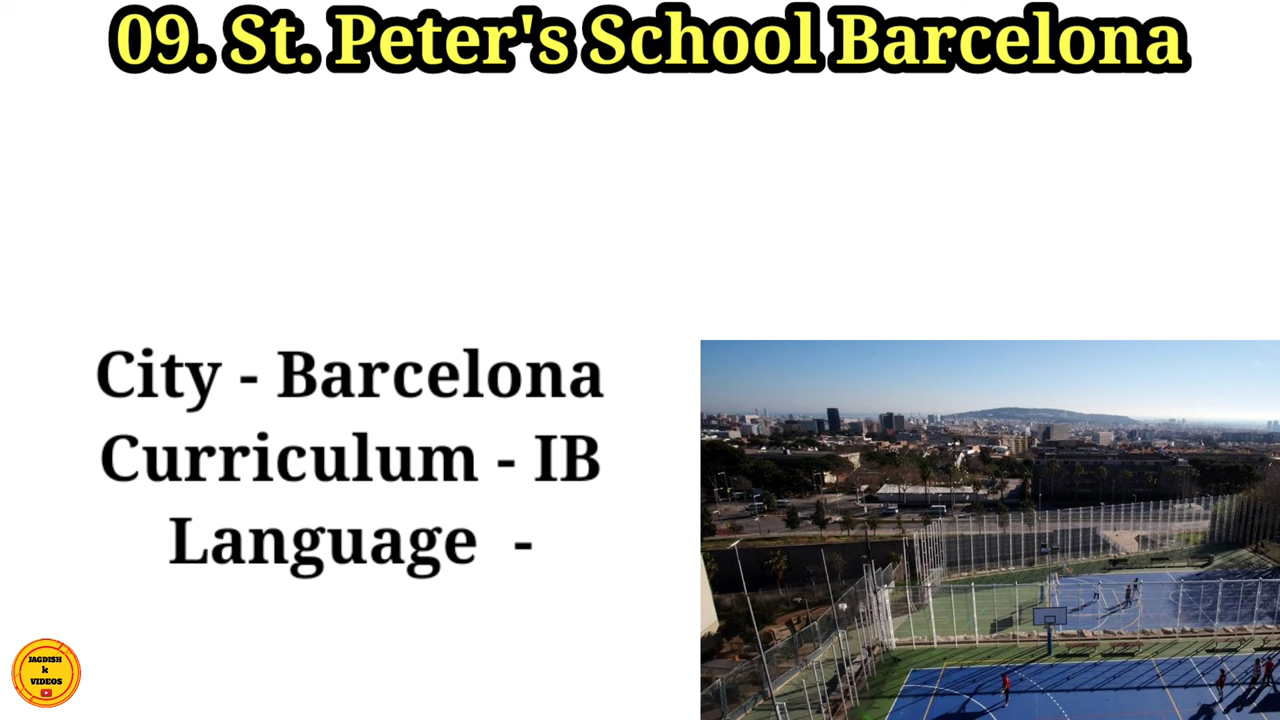 09. St. Peter's School Barcelona
City - Barcelona
Curriculum - IB
Language -
JAGDISH
k
VIDEOS